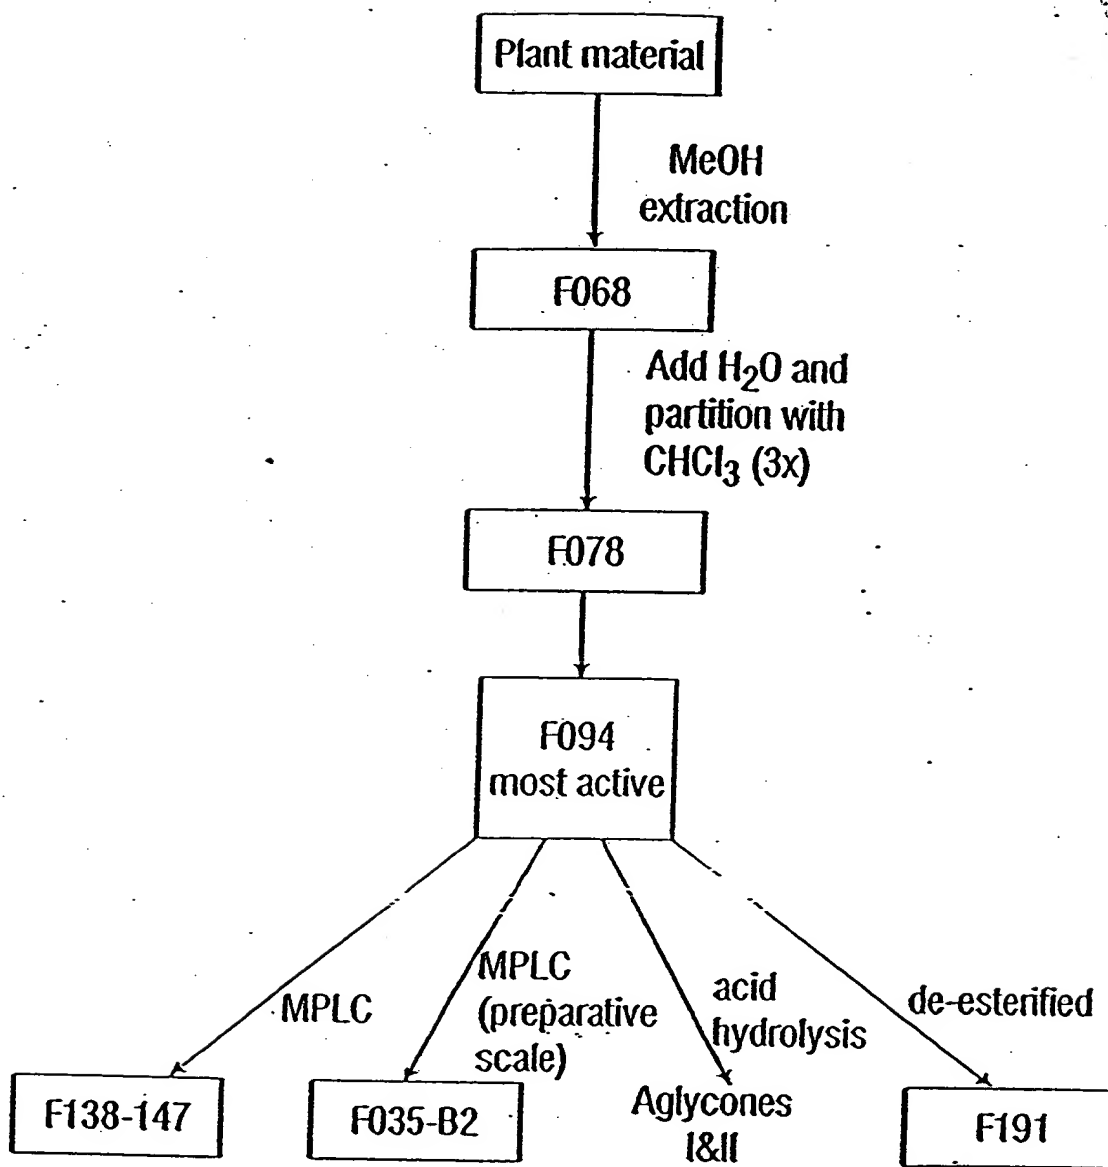 Plant material
MeOH
extraction
F068
Add H₂O and
partition with
CHCl₃ (3x)
F078
F094
most active
MPLC
MPLC
(preparative
scale)
acid
hydrolysis
de-esterified
F138-147
F035-B2
Aglycones
I&II
F191